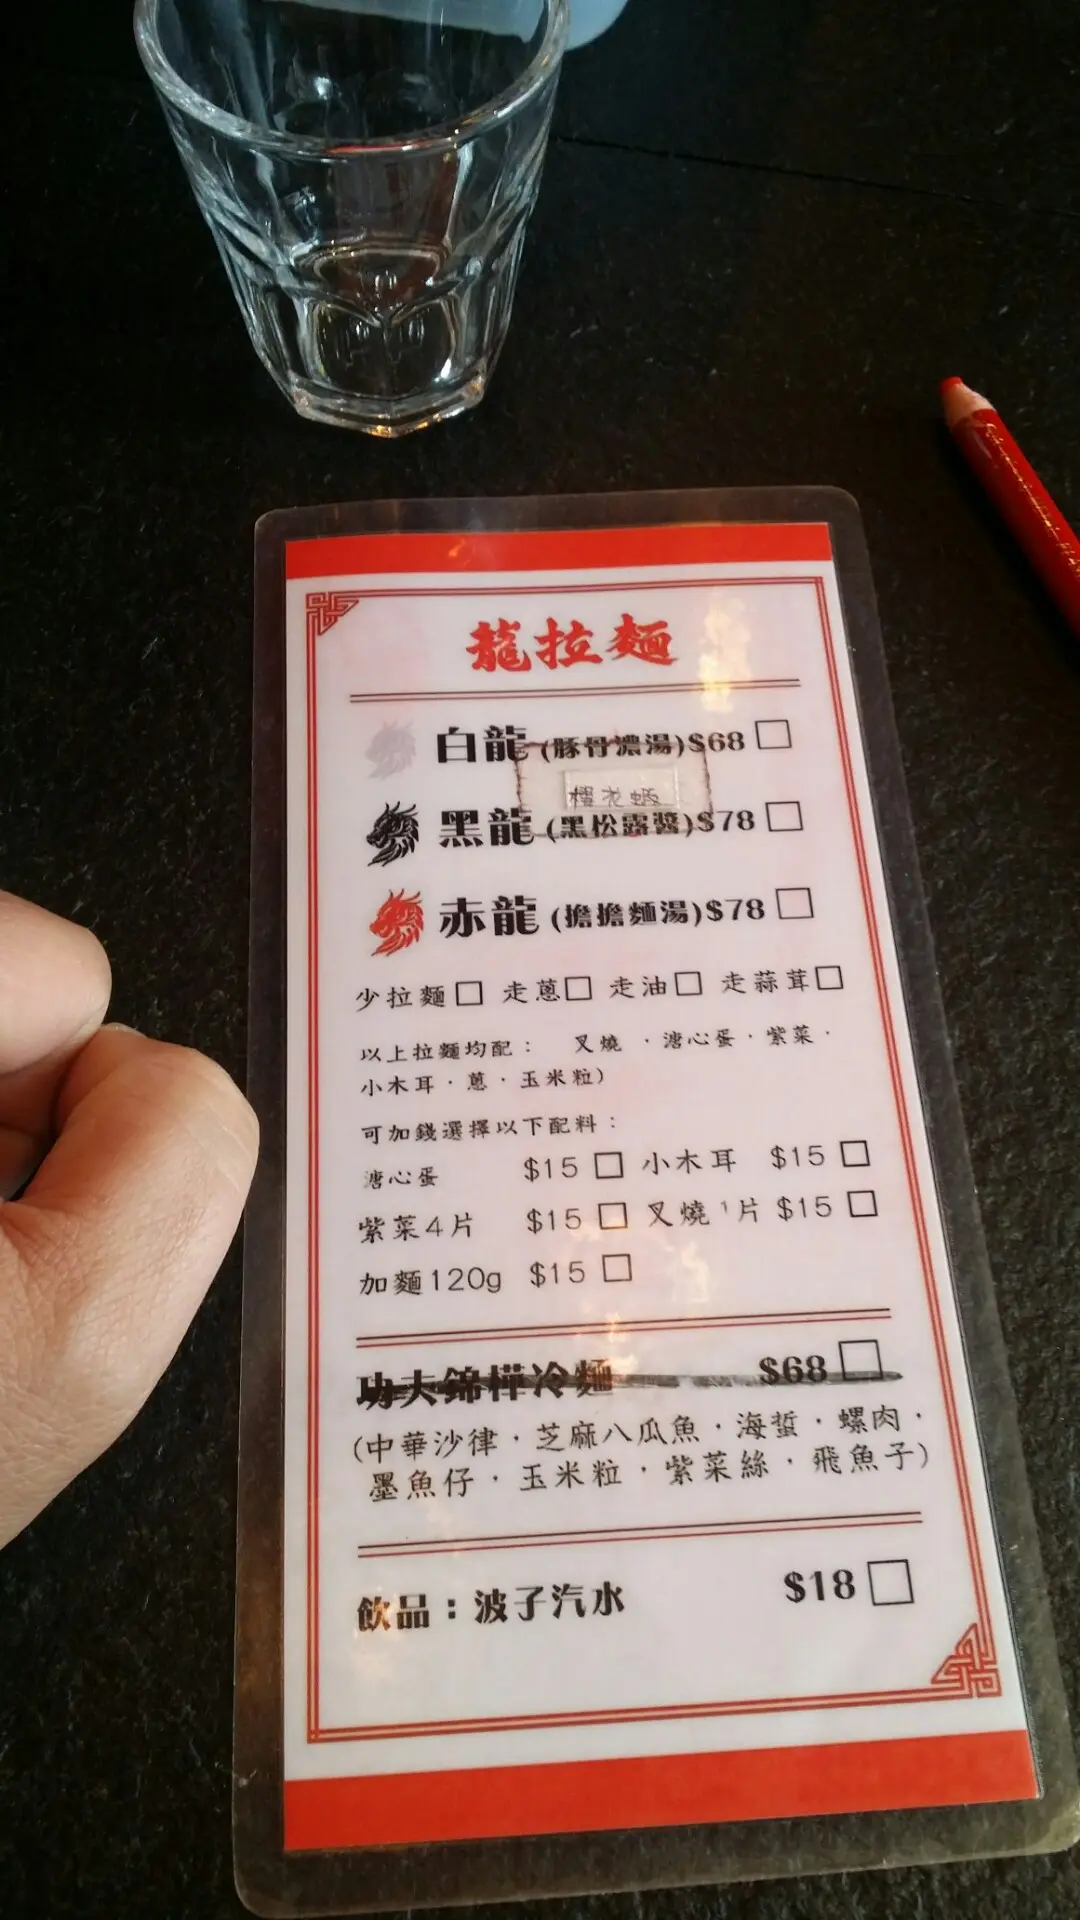 龍拉麵
白龍 (豚骨濃湯)$68 □
櫻花蝦
黑龍 (黑松露醬)$78 □
赤龍 (擔擔麵湯)$78 □
少拉麵□ 走蔥□ 走油□ 走蒜茸□
以上拉麵均配： 叉燒 ·溏心蛋·紫菜·
小木耳·蔥·玉米粒)
可加錢選擇以下配料：
溏心蛋 $15 □ 小木耳 $15 □
紫菜4片 $15 □ 叉燒1片 $15 □
加麵120g $15 □
功夫錦樺冷麵 $68 □
(中華沙律·芝麻八瓜魚·海蜇·螺肉·
墨魚仔·玉米粒·紫菜絲·飛魚子)
飲品：波子汽水 $18 □